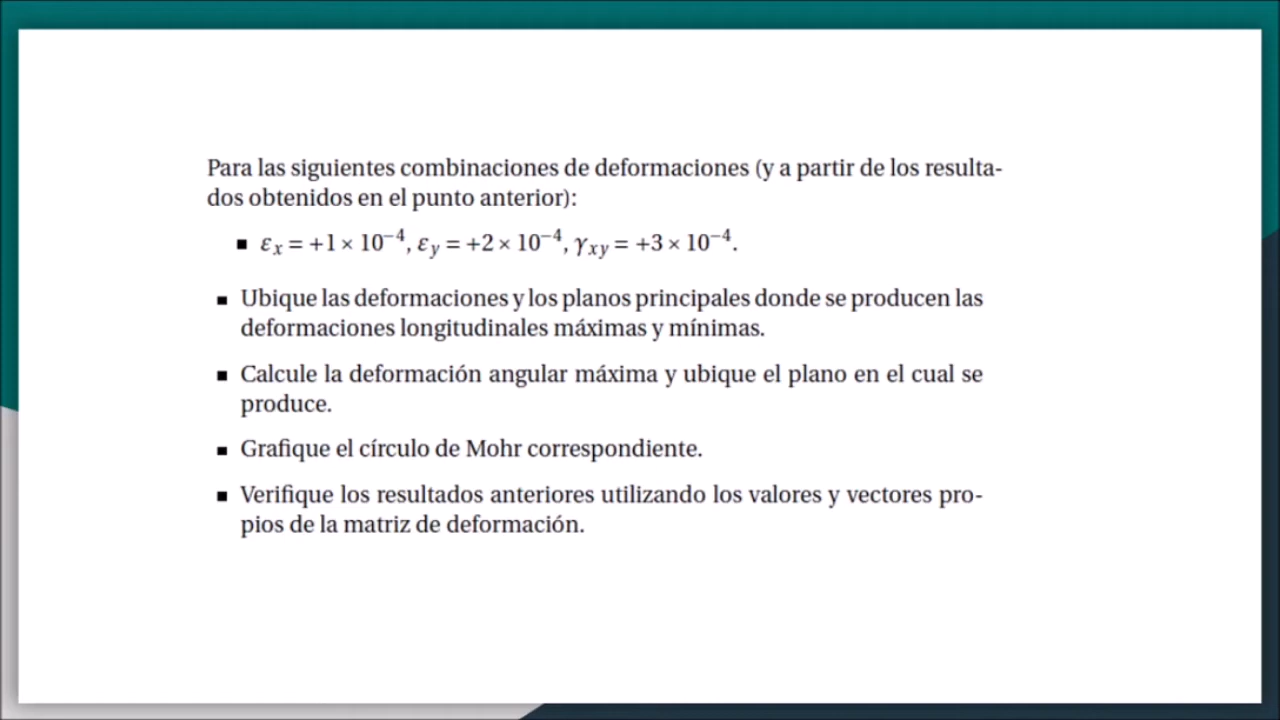 Para las siguientes combinaciones de deformaciones (y a partir de los resulta-
dos obtenidos en el punto anterior):
▪ εx = +1 × 10⁻⁴, εy = +2 × 10⁻⁴, γxy = +3 × 10⁻⁴.
▪ Ubique las deformaciones y los planos principales donde se producen las
deformaciones longitudinales máximas y mínimas.
▪ Calcule la deformación angular máxima y ubique el plano en el cual se
produce.
▪ Grafique el círculo de Mohr correspondiente.
▪ Verifique los resultados anteriores utilizando los valores y vectores pro-
pios de la matriz de deformación.